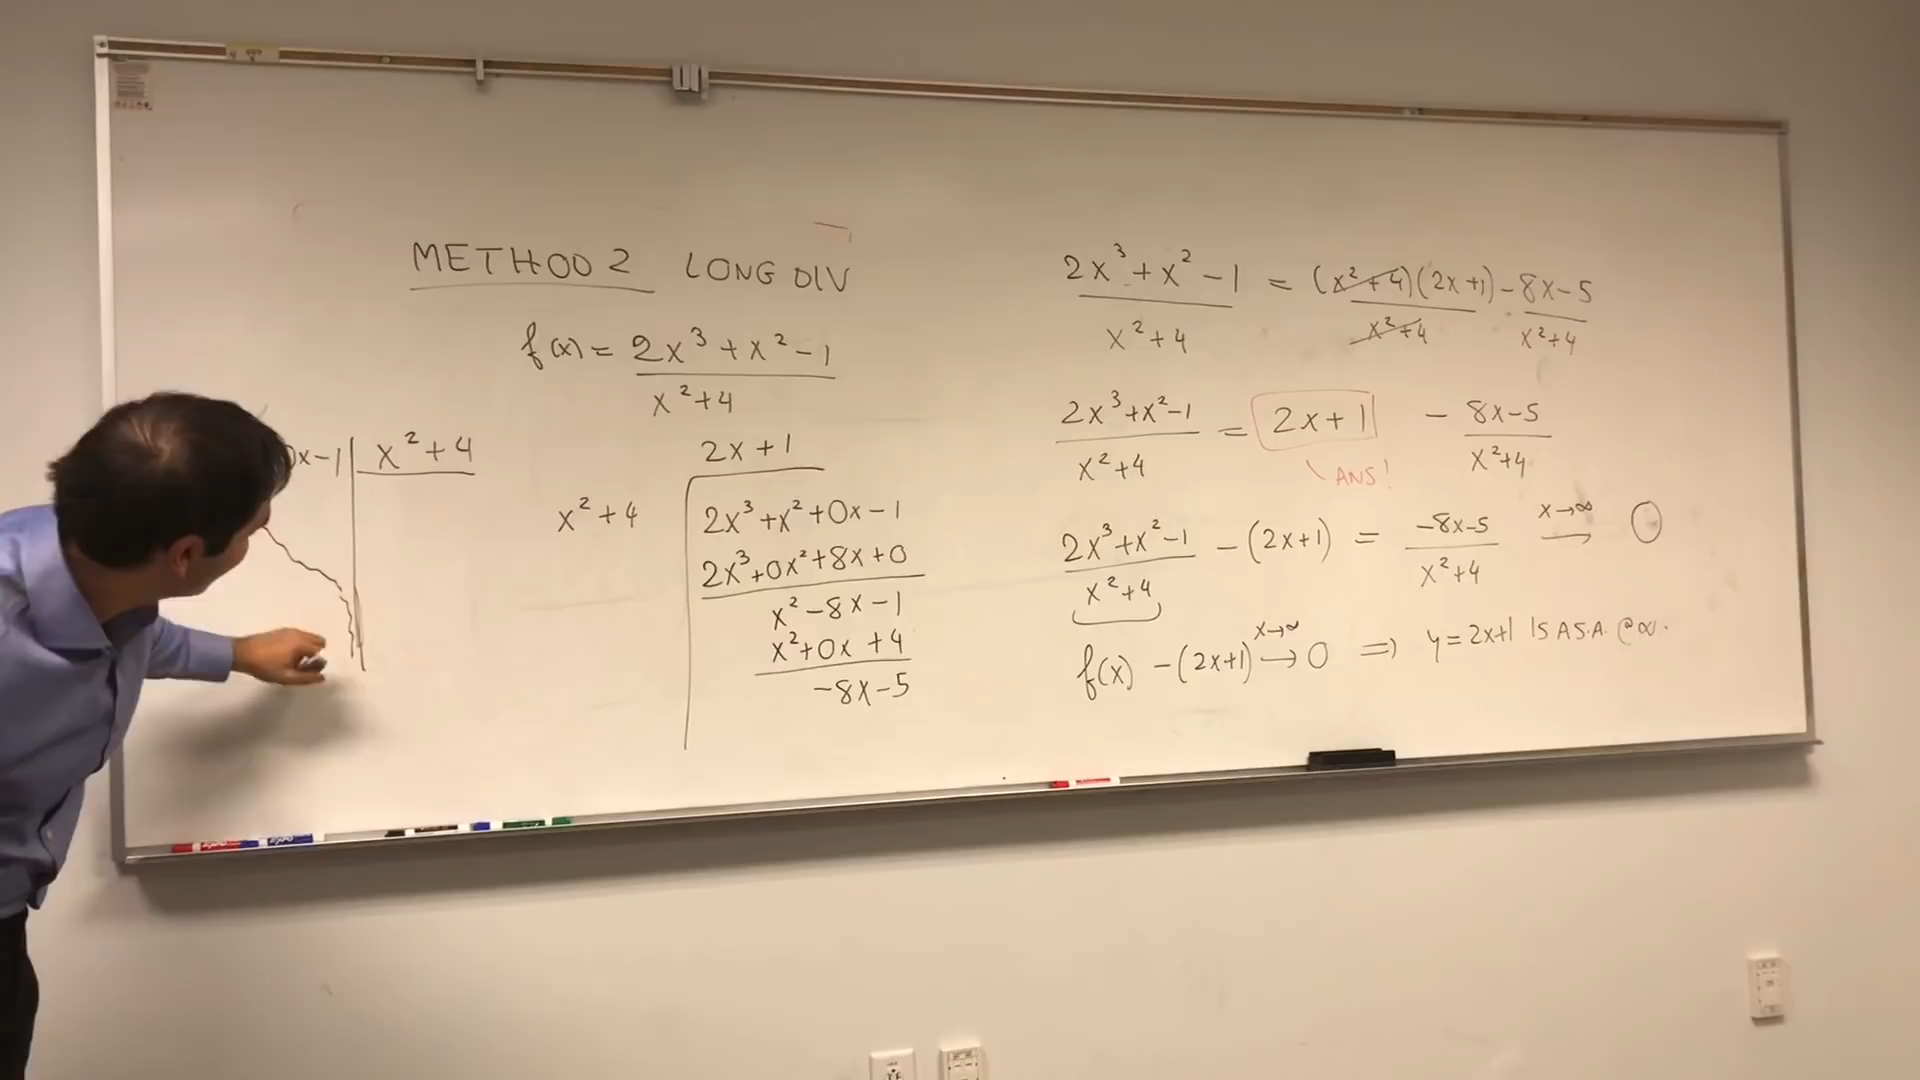 METHOD 2 LONG DIV
f(x) = 2x³ + x² - 1
x² + 4
0x - 1 | x² + 4
2x + 1
x² + 4
2x³ + x² + 0x - 1
2x³ + 0x² + 8x + 0
x² - 8x - 1
x² + 0x + 4
-8x - 5
2x³ + x² - 1 = (x² + 4)(2x + 1) - 8x - 5
x² + 4 x² + 4 x² + 4
2x³ + x² - 1 = 2x + 1 - 8x - 5
x² + 4 x² + 4
ANS!
2x³ + x² - 1 - (2x + 1) = -8x - 5 x→∞ → 0
x² + 4 x² + 4
f(x) - (2x+1) x→∞ → 0 ⇒ y = 2x+1 IS A S.A. @ ∞.